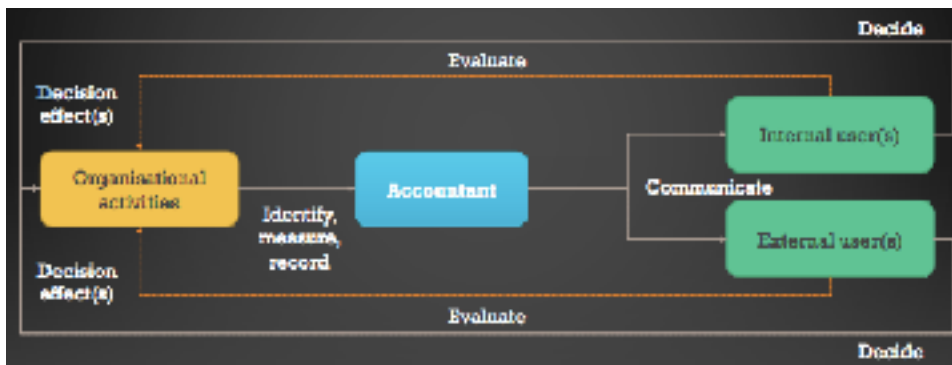 Decide
Evaluate
Decision
effect(s)
Internal user(s)
Organisational
activities
Accountant
Communicate
Identify,
measure,
record
External user(s)
Decision
effect(s)
Evaluate
Decide